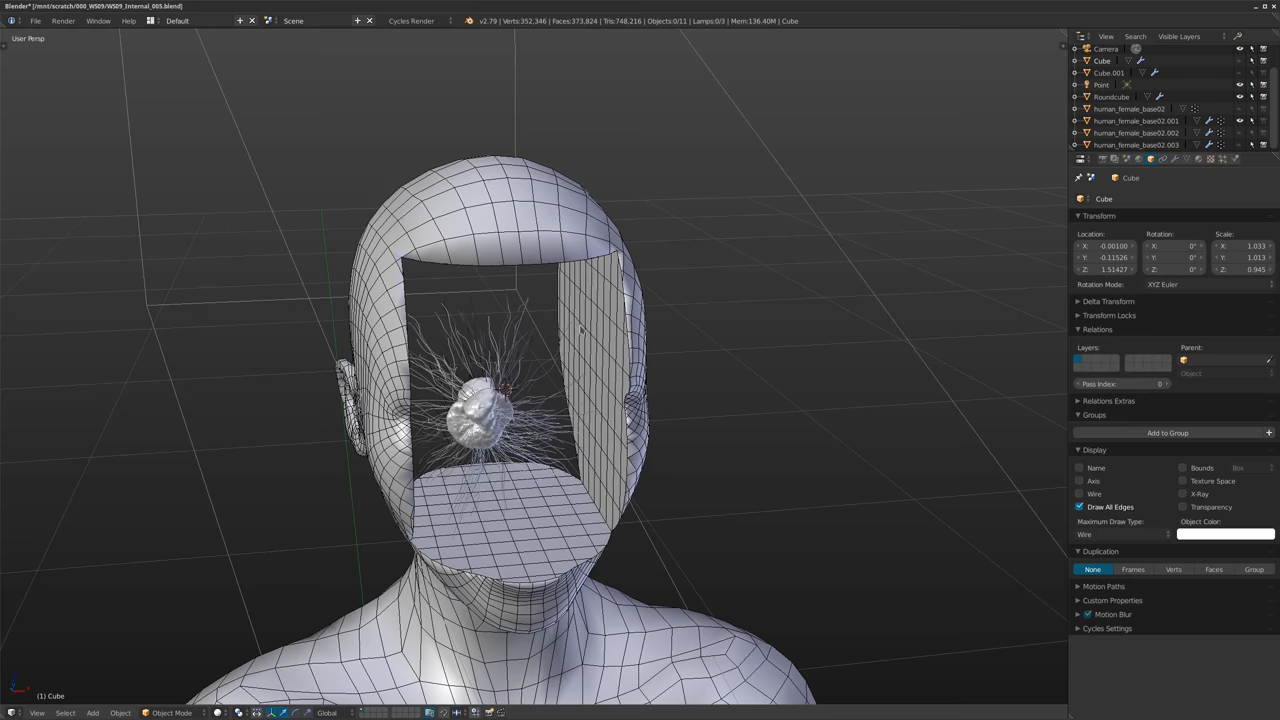 Blender* [/mnt/scratch/000_WS09/WS09_Internal_005.blend]
File Render Window Help Default Scene Cycles Render v2.79 | Verts:352,346 | Faces:373,824 | Tris:748,216 | Objects:0/11 | Lamps:0/3 | Mem:136.40M | Cube
User Persp
View Search Visible Layers
Camera
Cube
Cube.001
Point
Roundcube
human_female_base02
human_female_base02.001
human_female_base02.002
human_female_base02.003
Cube
Cube
Transform
Location: Rotation: Scale:
X: -0.00100 X: 0° X: 1.033
Y: -0.11526 Y: 0° Y: 1.013
Z: 1.51427 Z: 0° Z: 0.945
Rotation Mode: XYZ Euler
Delta Transform
Transform Locks
Relations
Layers: Parent:
Object
Pass Index: 0
Relations Extras
Groups
Add to Group
Display
Name Bounds Box
Axis Texture Space
Wire X-Ray
Draw All Edges Transparency
Maximum Draw Type: Object Color:
Wire
Duplication
None Frames Verts Faces Group
Motion Paths
Custom Properties
Motion Blur
Cycles Settings
(1) Cube
View Select Add Object Object Mode Global